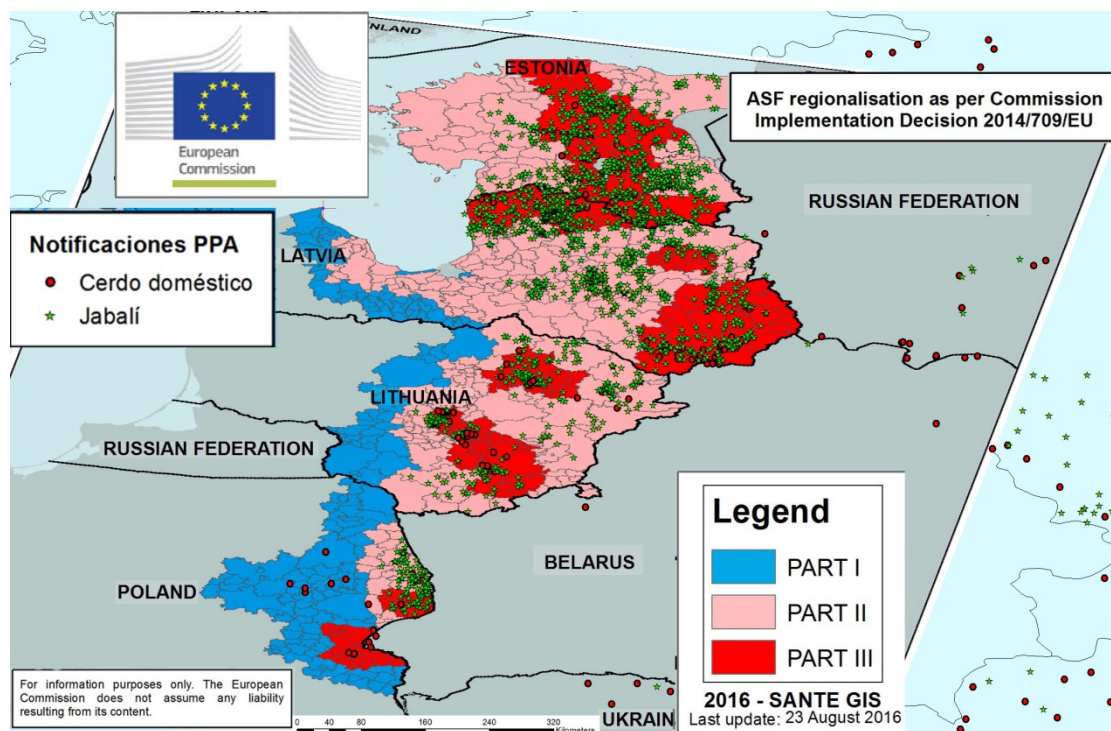 FINLAND
ESTONIA
European
Commission
ASF regionalisation as per Commission
Implementation Decision 2014/709/EU
RUSSIAN FEDERATION
Notificaciones PPA
Cerdo doméstico
Jabalí
LATVIA
LITHUANIA
RUSSIAN FEDERATION
BELARUS
POLAND
Legend
PART I
PART II
PART III
For information purposes only. The European
Commission does not assume any liability
resulting from its content.
2016 - SANTE GIS
Last update: 23 August 2016
0 40 80 160 240 320
Kilometers
UKRAIN